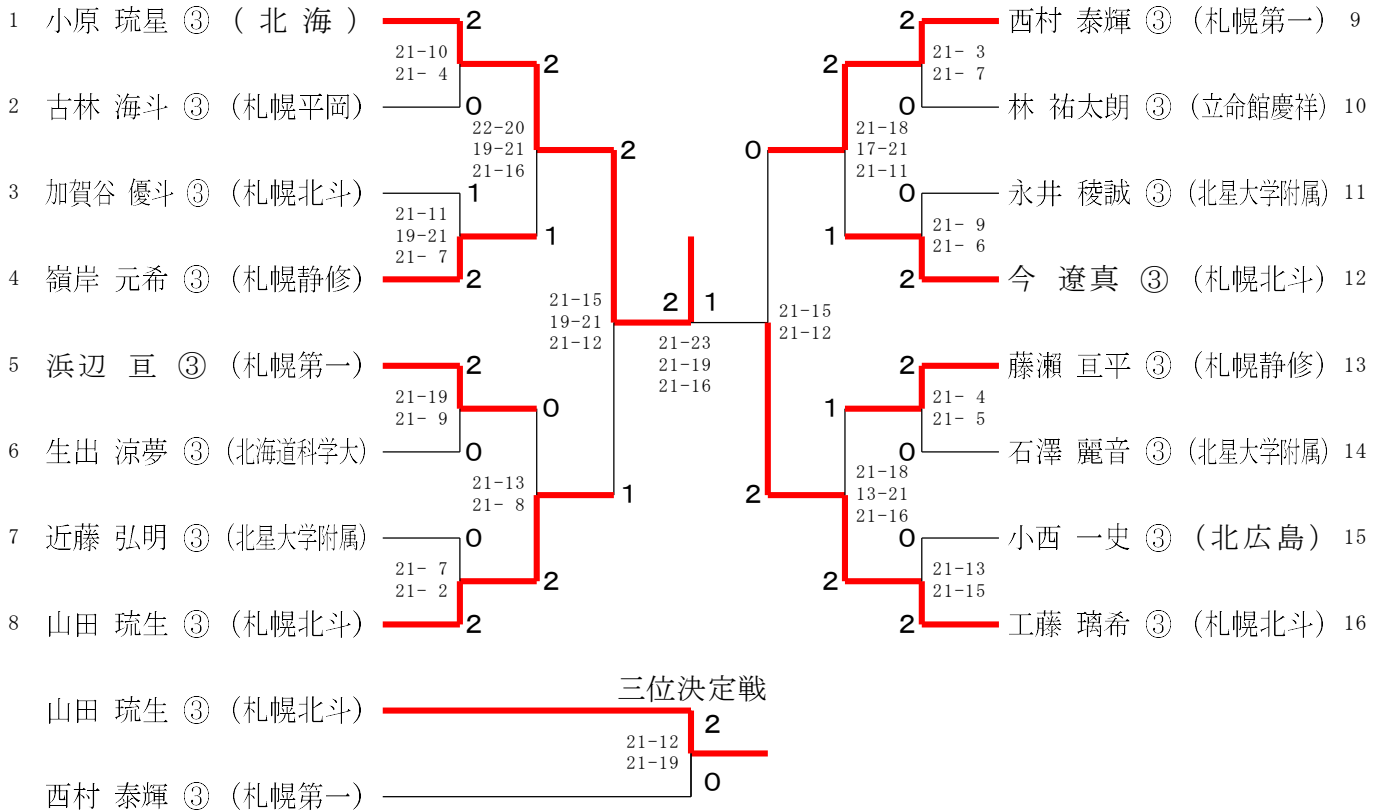 1 小原 琉星 ③ (北海) 2 2 西村 泰輝 ③ (札幌第一) 9
21-10 2 2 21- 3
21- 4 21- 7
2 古林 海斗 ③ (札幌平岡) 0 0 林 祐太朗 ③ (立命館慶祥) 10
22-20 21-18
19-21 2 0 17-21
21-16 21-11
3 加賀谷 優斗 ③ (札幌北斗) 1 0 永井 稜誠 ③ (北星大学附属) 11
21-11 21- 9
19-21 1 1 21- 6
21- 7
4 嶺岸 元希 ③ (札幌静修) 2 2 今 遼真 ③ (札幌北斗) 12
21-15 2 1 21-15
19-21 21-12
21-12 21-23
21-19
21-16
5 浜辺 亘 ③ (札幌第一) 2 2 藤瀨 亘平 ③ (札幌静修) 13
21-19 0 1 21- 4
21- 9 21- 5
6 生出 涼夢 ③ (北海道科学大) 0 0 石澤 麗音 ③ (北星大学附属) 14
21-13 21-18
21- 8 1 2 13-21
21-16
7 近藤 弘明 ③ (北星大学附属) 0 0 小西 一史 ③ (北広島) 15
21- 7 21-13
21- 2 2 2 21-15
8 山田 琉生 ③ (札幌北斗) 2 2 工藤 璃希 ③ (札幌北斗) 16
三位決定戦
山田 琉生 ③ (札幌北斗) 2
21-12
21-19
西村 泰輝 ③ (札幌第一) 0